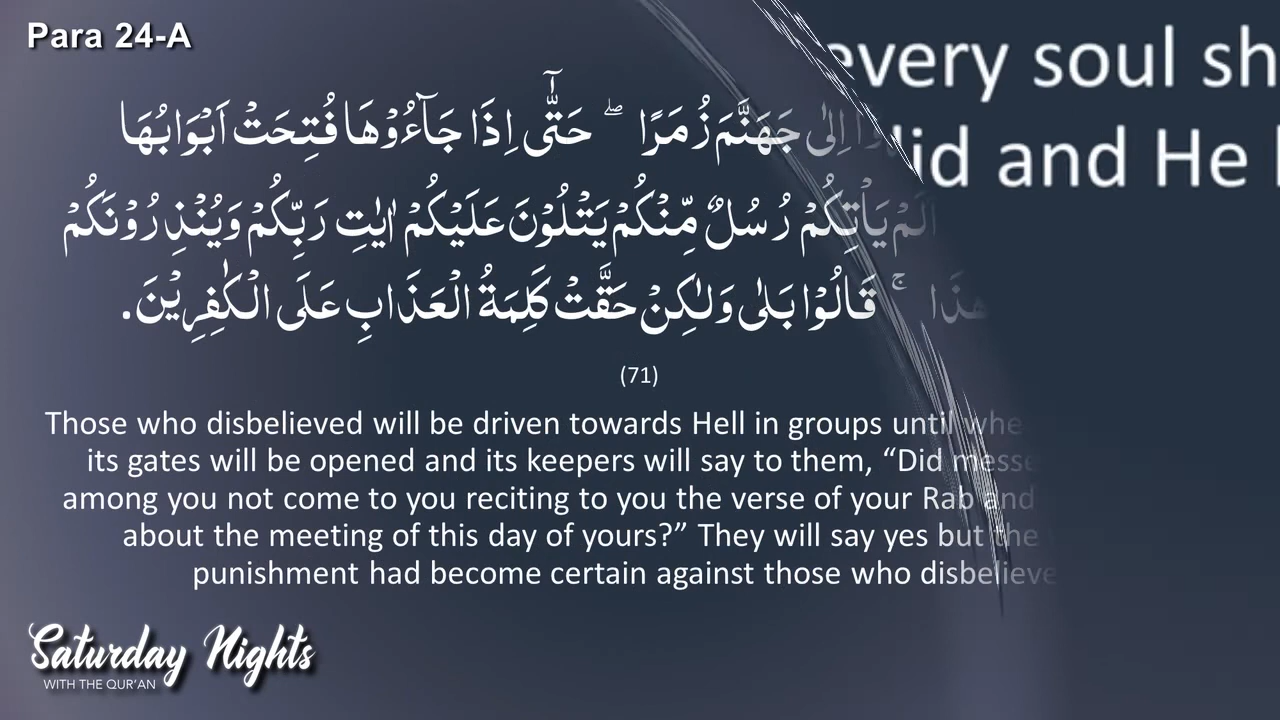 Para 24-A
every soul
did and He
اِلٰى جَهَنَّمَ زُمَرًا ؕ حَتّٰٓى اِذَا جَآءُوْهَا فُتِحَتْ اَبْوَابُهَا
اَلَمْ يَاْتِكُمْ رُسُلٌ مِّنْكُمْ يَتْلُوْنَ عَلَيْكُمْ اٰيٰتِ رَبِّكُمْ وَيُنْذِرُوْنَكُمْ
هٰذَا ؕ قَالُوْا بَلٰى وَلٰكِنْ حَقَّتْ كَلِمَةُ الْعَذَابِ عَلَى الْكٰفِرِيْنَ.
(71)
Those who disbelieved will be driven towards Hell in groups until
its gates will be opened and its keepers will say to them, “Did
among you not come to you reciting to you the verse of your Rab and
about the meeting of this day of yours?” They will say yes but the
punishment had become certain against those who
Saturday Nights
WITH THE QUR'AN